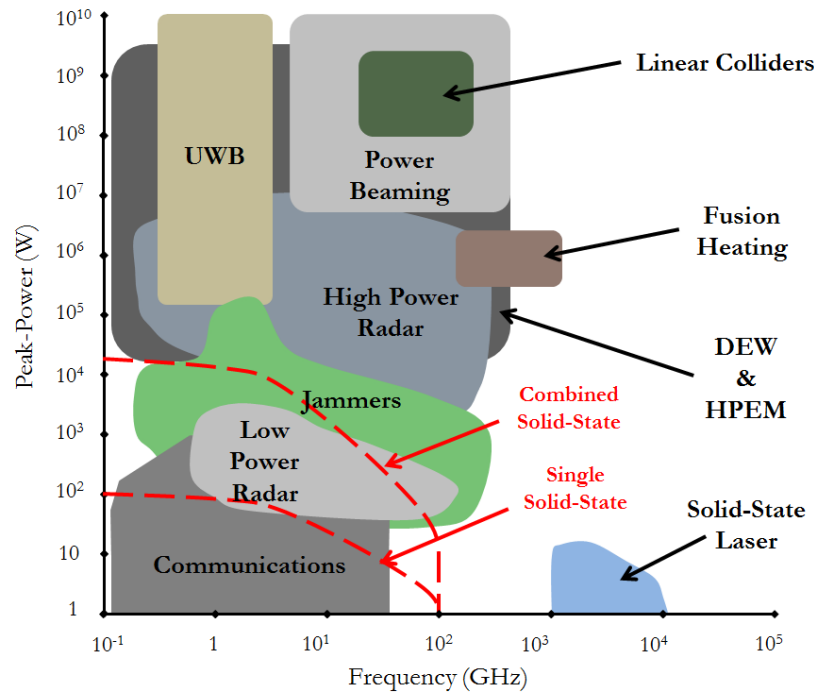 10¹⁰
10⁹
10⁸
10⁷
10⁶
10⁵
10⁴
10³
10²
10
1
Peak-Power (W)
10⁻¹
1
10¹
10²
10³
10⁴
10⁵
Frequency (GHz)
UWB
Power
Beaming
Linear Colliders
Fusion
Heating
High Power
Radar
DEW
&
HPEM
Jammers
Combined
Solid-State
Low
Power
Radar
Single
Solid-State
Solid-State
Laser
Communications